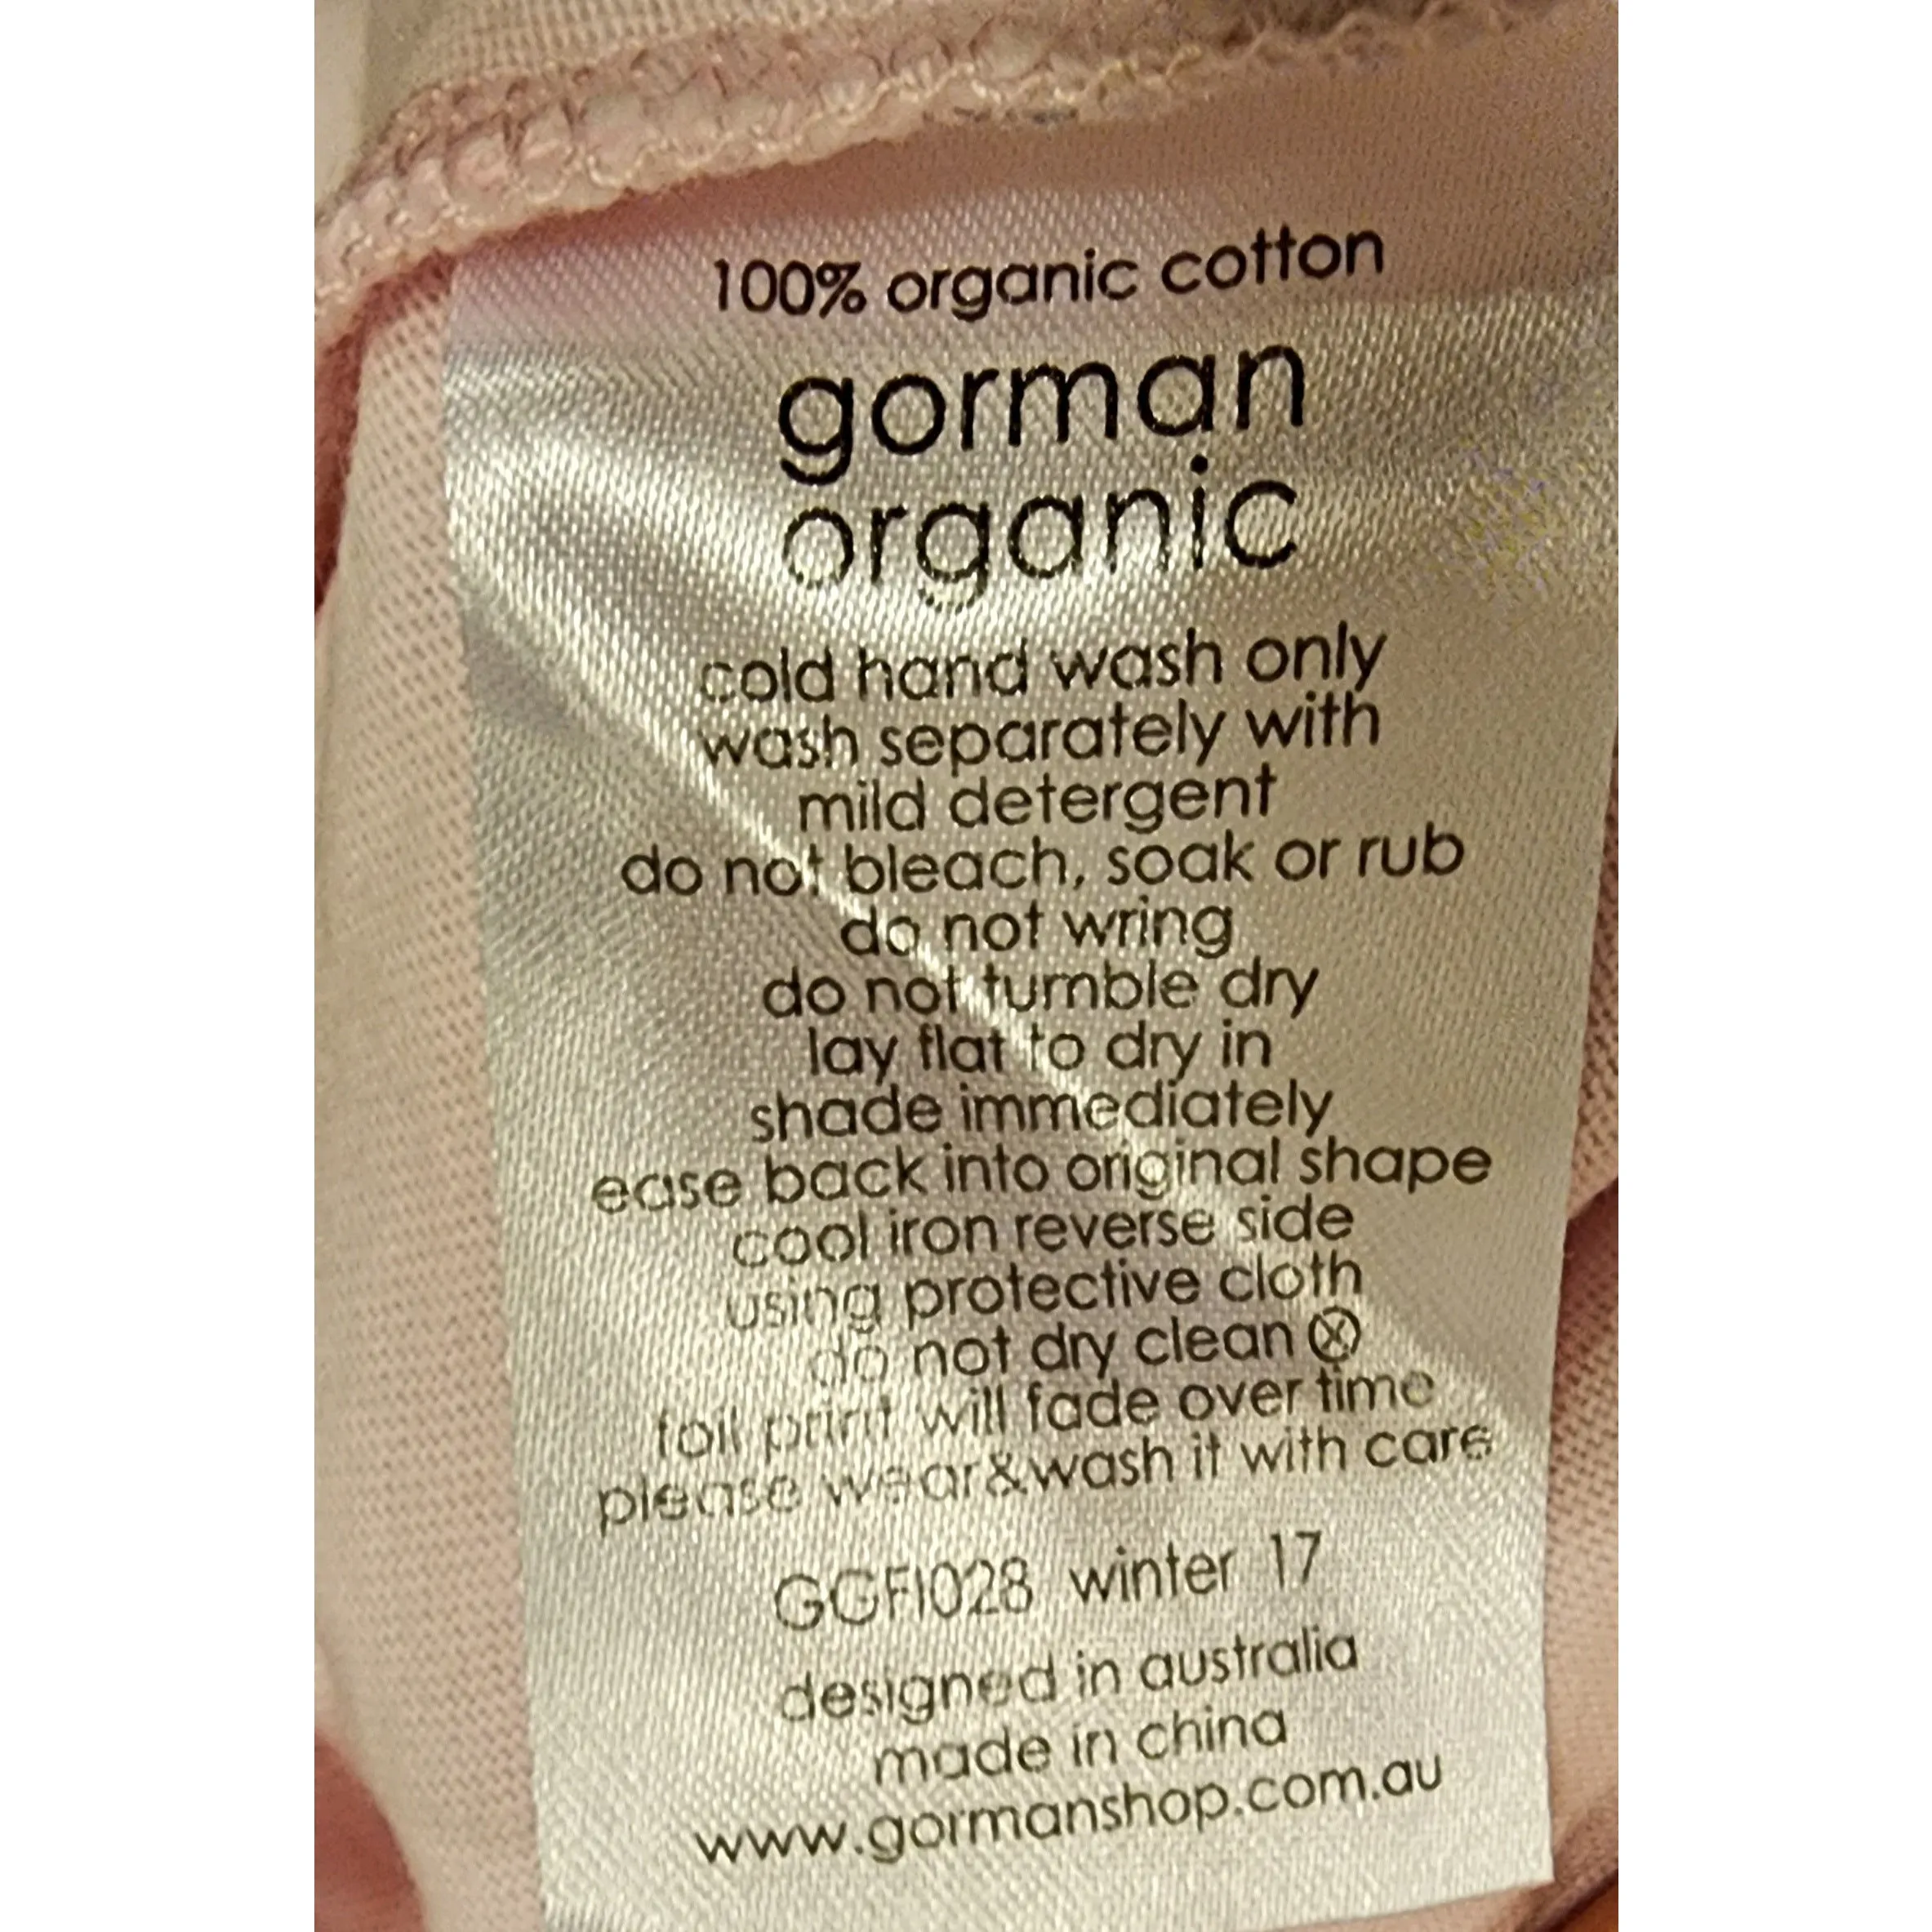 100% organic cotton
gorman
organic
cold hand wash only
wash separately with
mild detergent
do not bleach, soak or rub
do not wring
do not tumble dry
lay flat to dry in
shade immediately
ease back into original shape
cool iron reverse side
using protective cloth
do not dry clean ⓧ
foil print will fade over time
please wear&wash it with care
GGFI028 winter 17
designed in australia
made in china
www.gormanshop.com.au